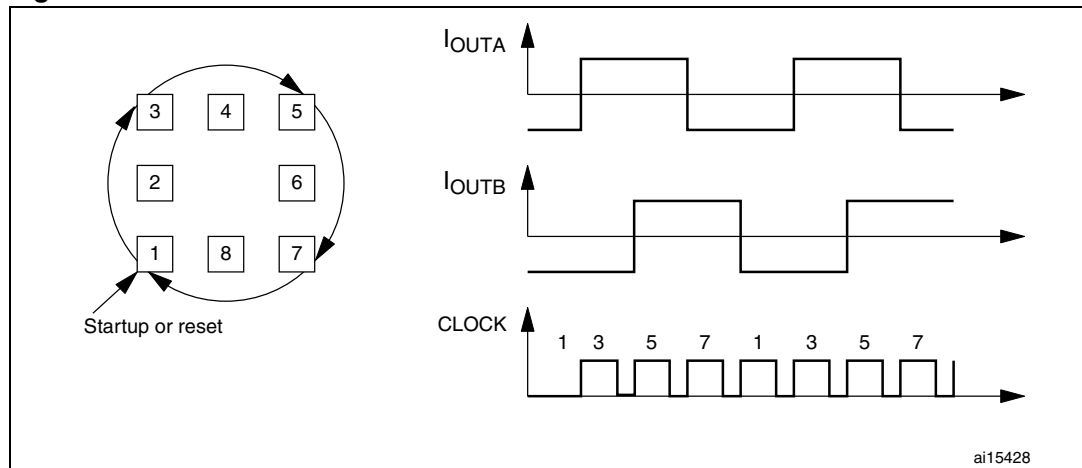 3 4 5
2 6
1 8 7
Startup or reset
IOUTA
IOUTB
CLOCK
1 3 5 7 1 3 5 7
ai15428